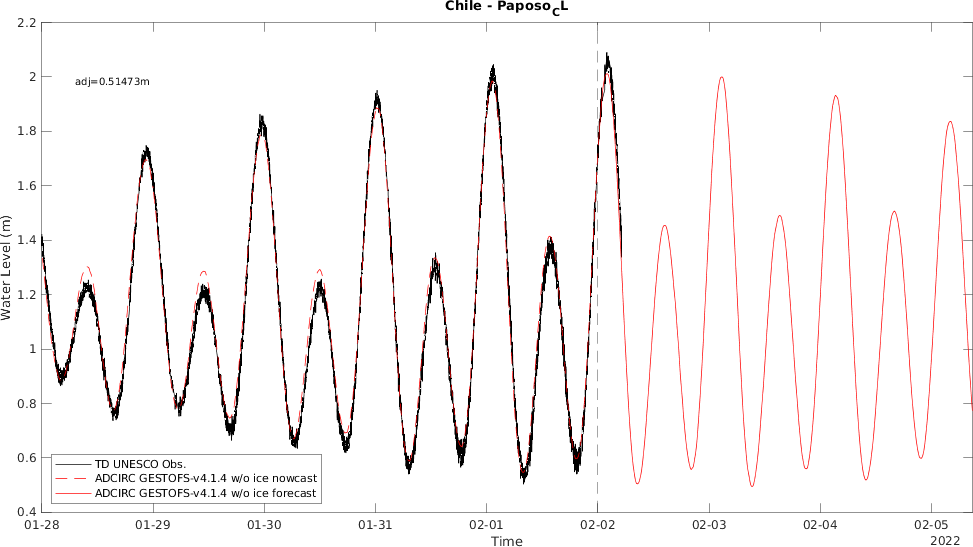 Chile - Paposo_CL
adj=0.51473m
Water Level (m)
2.2
2
1.8
1.6
1.4
1.2
1
0.8
0.6
0.4
TD UNESCO Obs.
ADCIRC GESTOFS-v4.1.4 w/o ice nowcast
ADCIRC GESTOFS-v4.1.4 w/o ice forecast
01-28 01-29 01-30 01-31 02-01 02-02 02-03 02-04 02-05
Time
2022